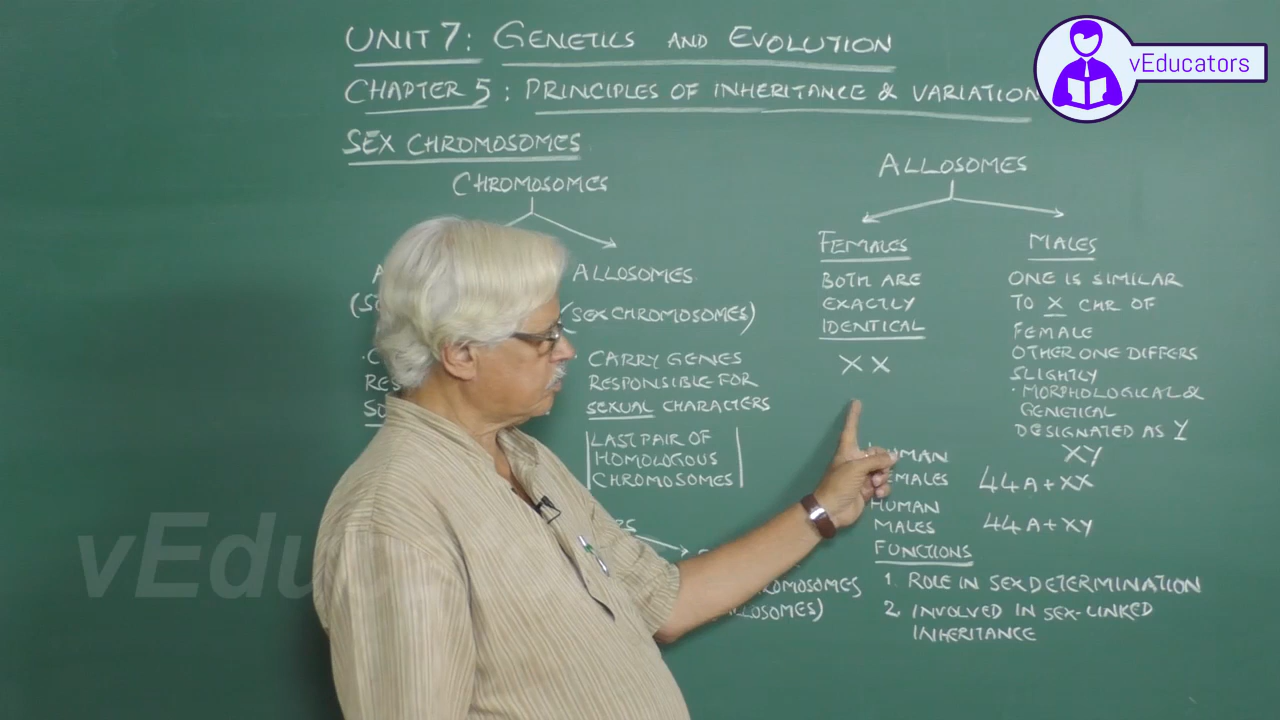 UNIT 7: GENETICS AND EVOLUTION
CHAPTER 5: PRINCIPLES OF INHERITANCE & VARIATION
vEducators
SEX CHROMOSOMES
CHROMOSOMES
ALLOSOMES
(SEX CHROMOSOMES)
CARRY GENES
RESPONSIBLE FOR
SEXUAL CHARACTERS
LAST PAIR OF
HOMOLOGOUS
CHROMOSOMES
ALLOSOMES
FEMALES
BOTH ARE
EXACTLY
IDENTICAL
XX
MALES
ONE IS SIMILAR
TO X CHR OF
FEMALE
OTHER ONE DIFFERS
SLIGHTLY
· MORPHOLOGICAL &
GENETICAL
DESIGNATED AS Y
XY
HUMAN
FEMALES 44A+XX
HUMAN
MALES 44A+XY
FUNCTIONS
1. ROLE IN SEX DETERMINATION
2. INVOLVED IN SEX-LINKED
INHERITANCE